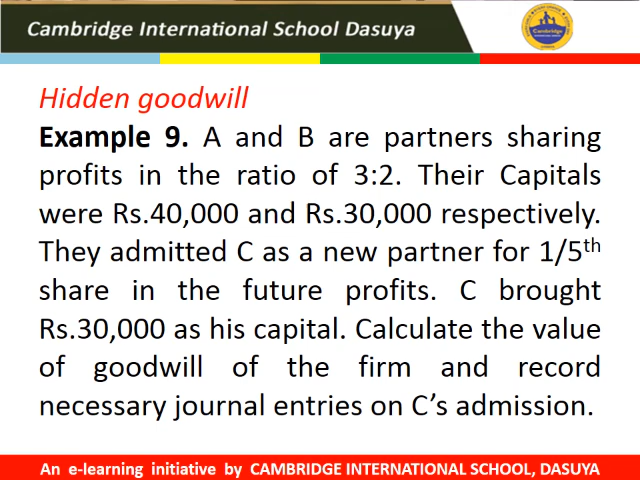 Cambridge International School Dasuya
Cambridge
Hidden goodwill
Example 9. A and B are partners sharing
profits in the ratio of 3:2. Their Capitals
were Rs.40,000 and Rs.30,000 respectively.
They admitted C as a new partner for 1/5th
share in the future profits. C brought
Rs.30,000 as his capital. Calculate the value
of goodwill of the firm and record
necessary journal entries on C’s admission.
An e-learning initiative by CAMBRIDGE INTERNATIONAL SCHOOL, DASUYA